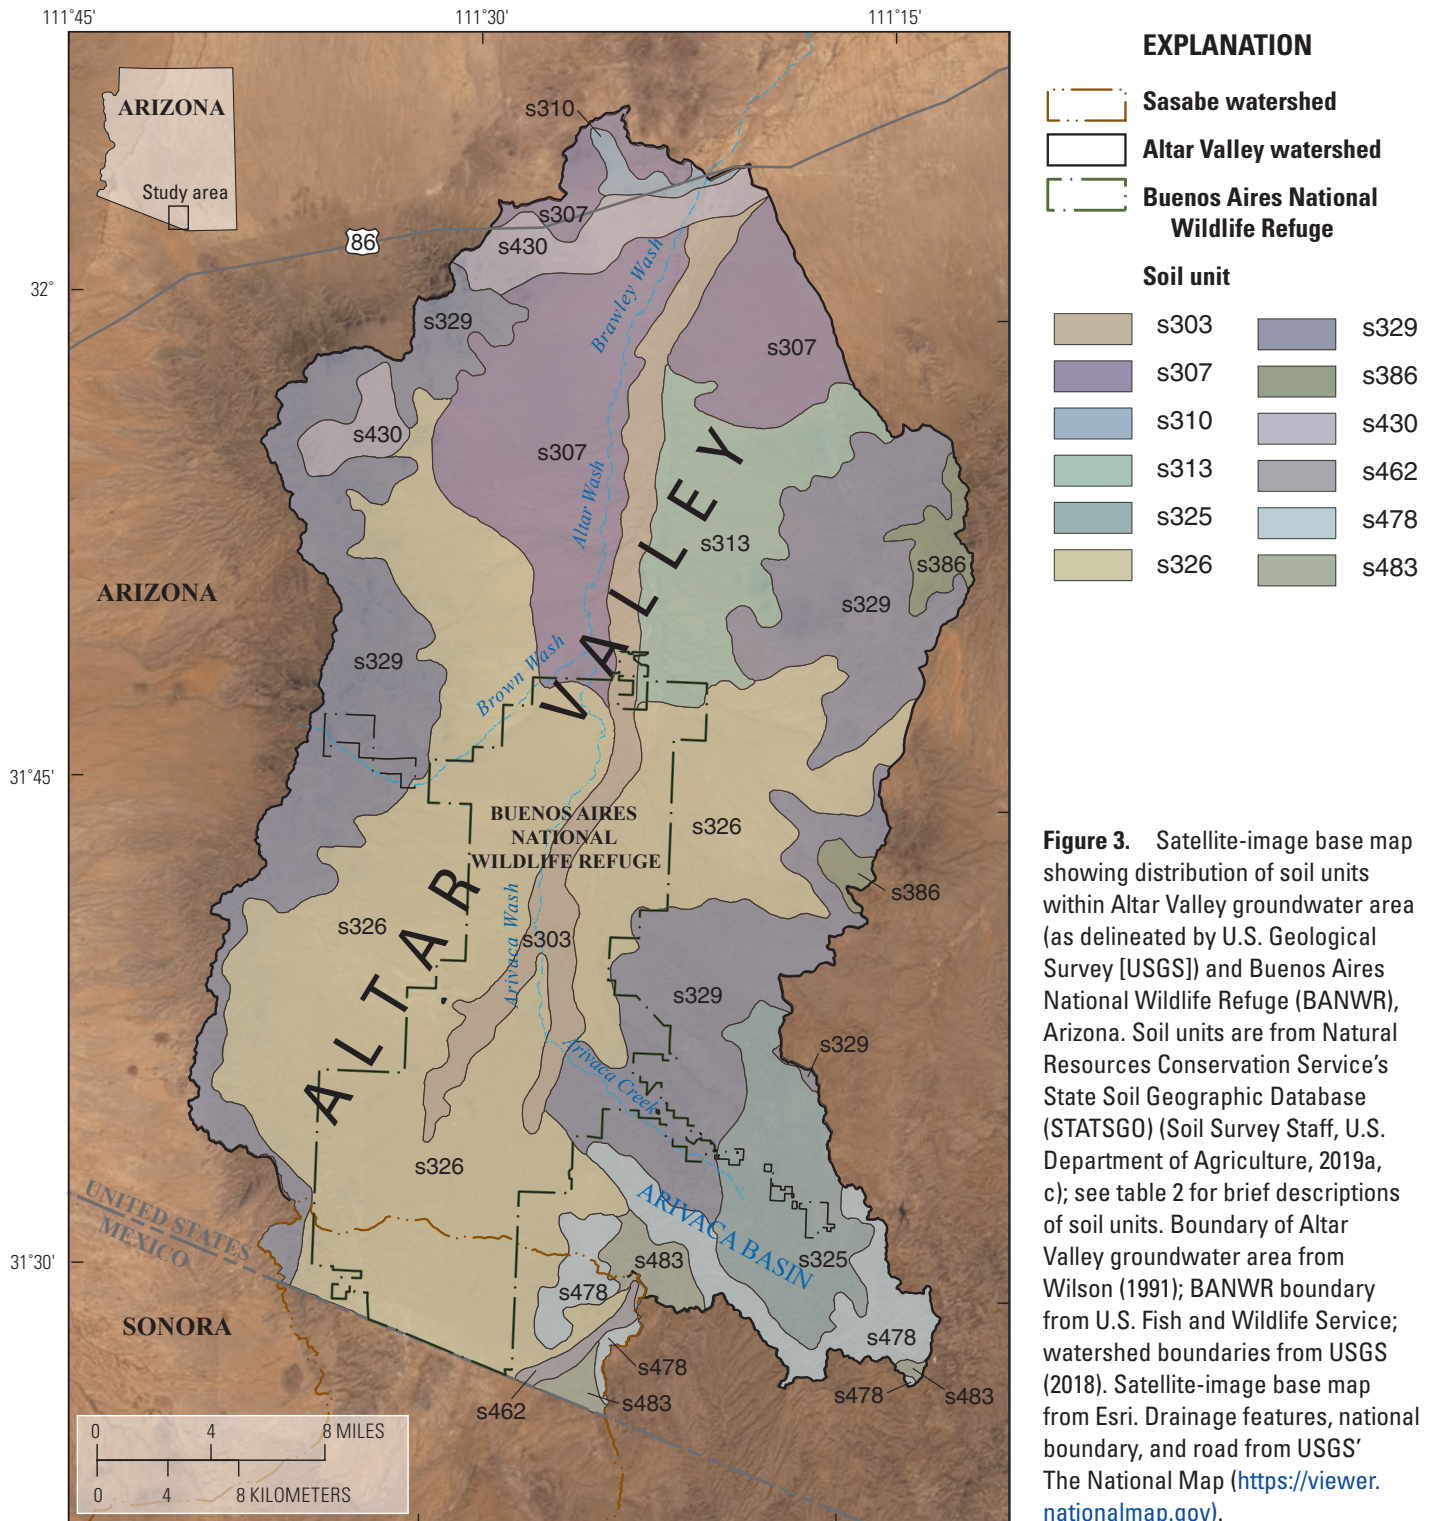 111°45'
111°30'
111°15'
ARIZONA
Study area
86
32°
31°45'
31°30'
s310
s307
s430
s329
s307
s430
s307
s313
s386
s329
s329
s326
s386
s326
s303
s329
s329
s326
s325
s483
s478
s478
s478
s483
s462
s478
s483
Brawley Wash
Altar Wash
Brown Wash
Arivaca Wash
Arivaca Creek
ARIVACA BASIN
ALTAR VALLEY
ARIZONA
BUENOS AIRES
NATIONAL
WILDLIFE REFUGE
UNITED STATES
MEXICO
SONORA
0 4 8 MILES
0 4 8 KILOMETERS
EXPLANATION
Sasabe watershed
Altar Valley watershed
Buenos Aires National
Wildlife Refuge
Soil unit
s303 s329
s307 s386
s310 s430
s313 s462
s325 s478
s326 s483
Figure 3. Satellite-image base map
showing distribution of soil units
within Altar Valley groundwater area
(as delineated by U.S. Geological
Survey [USGS]) and Buenos Aires
National Wildlife Refuge (BANWR),
Arizona. Soil units are from Natural
Resources Conservation Service’s
State Soil Geographic Database
(STATSGO) (Soil Survey Staff, U.S.
Department of Agriculture, 2019a,
c); see table 2 for brief descriptions
of soil units. Boundary of Altar
Valley groundwater area from
Wilson (1991); BANWR boundary
from U.S. Fish and Wildlife Service;
watershed boundaries from USGS
(2018). Satellite-image base map
from Esri. Drainage features, national
boundary, and road from USGS’
The National Map (https://viewer.
nationalmap.gov).